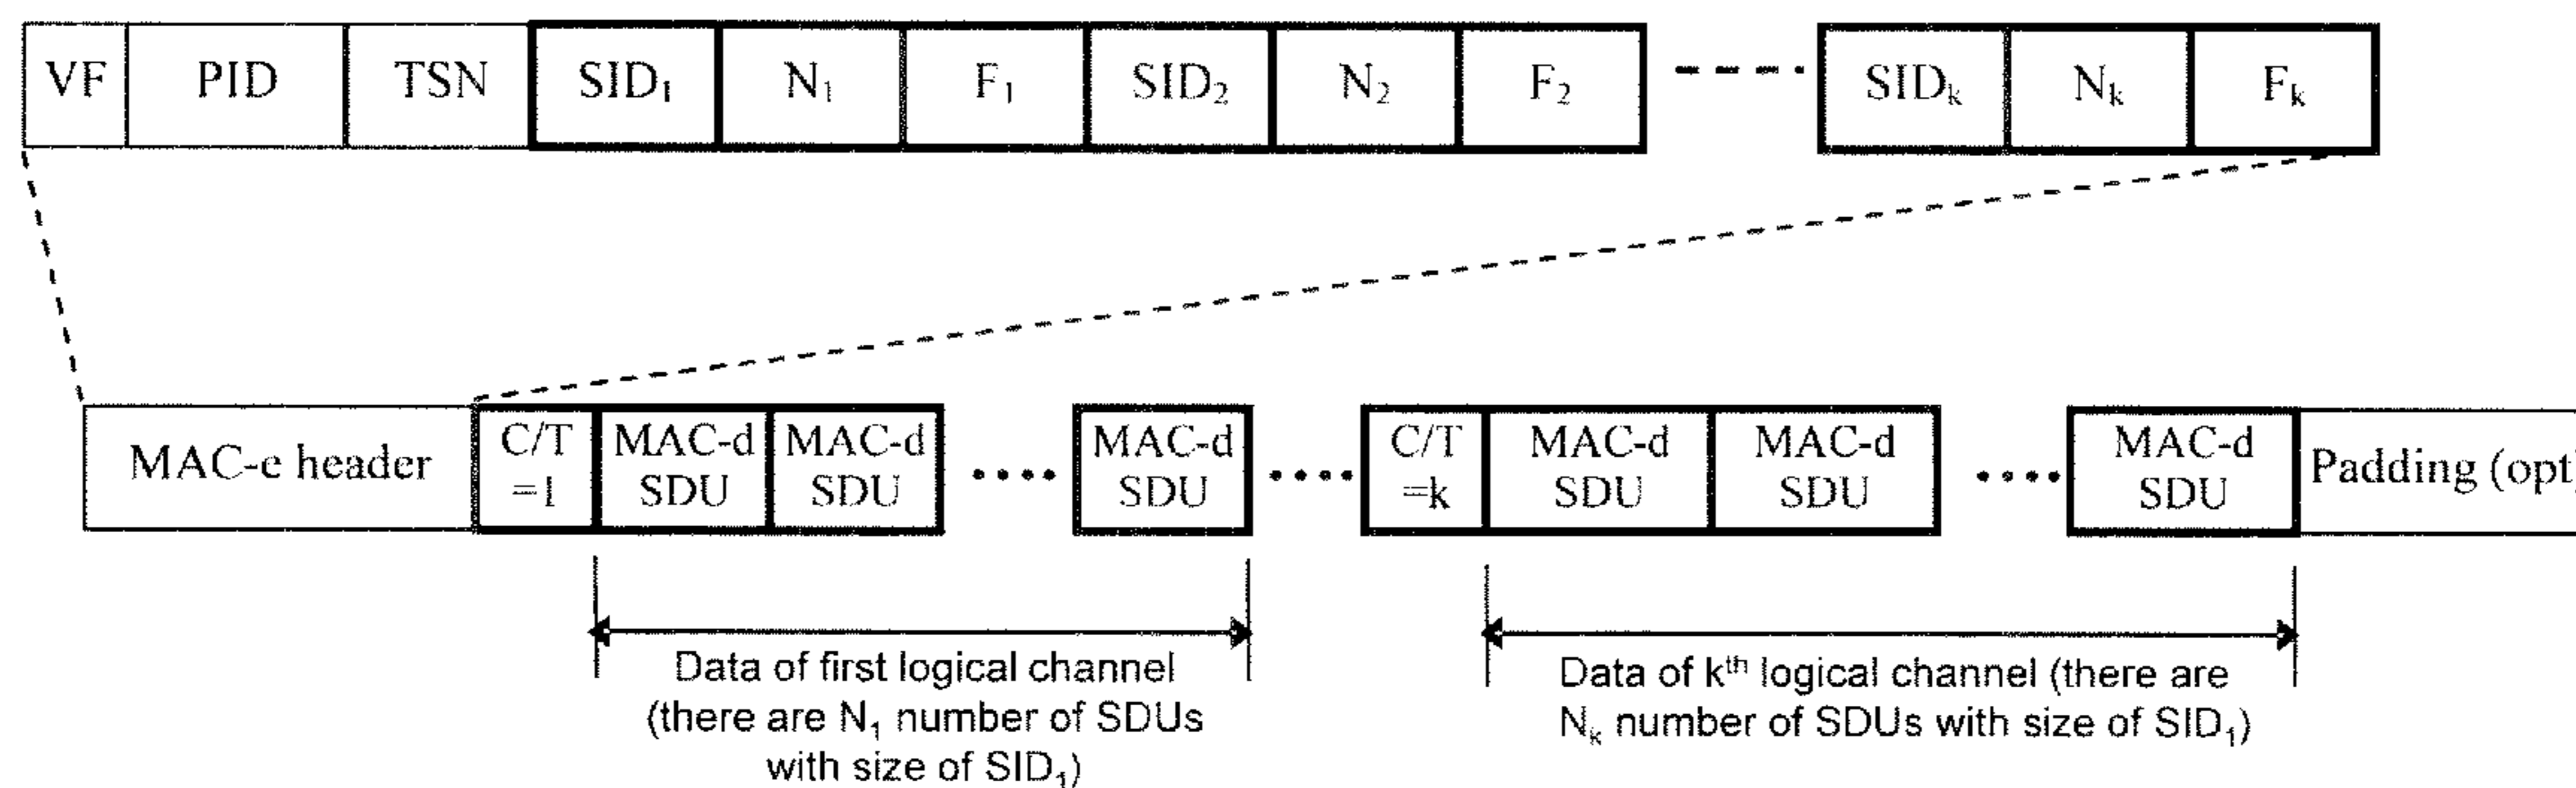 VF PID TSN SID₁ N₁ F₁ SID₂ N₂ F₂ SIDₖ Nₖ Fₖ
MAC-e header
C/T
=1
MAC-d
SDU
MAC-d
SDU
MAC-d
SDU
C/T
=k
MAC-d
SDU
MAC-d
SDU
MAC-d
SDU
Padding (opt)
Data of first logical channel
(there are N₁ number of SDUs
with size of SID₁)
Data of kᵗʰ logical channel (there are
Nₖ number of SDUs with size of SID₁)